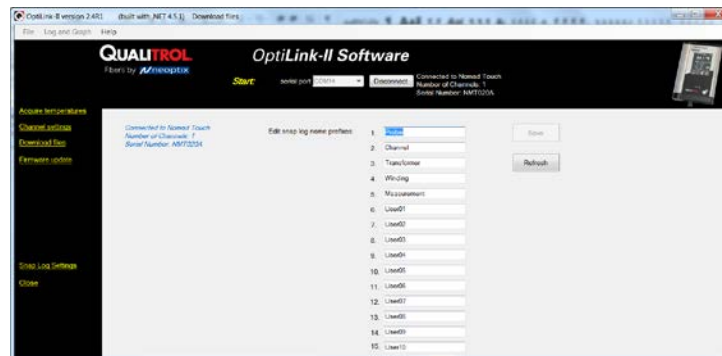 OptiLink-II version 2.4R1 (built with .NET 4.5.1) Download files
File Log and Graph Help
QUALITROL
Fibers by neoptix
OptiLink-II Software
Start: serial port COM14 Disconnect
Connected to Nomad Touch
Number of Channels: 1
Serial Number: NMT020A
Acquire temperatures
Channel settings
Download files
Firmware update
Snap Log Settings
Close
Connected to Nomad Touch
Number of Channels: 1
Serial Number: NMT020A
Edit snap log name prefixes
1. Probe
2. Channel
3. Transformer
4. Winding
5. Measurement
6. User01
7. User02
8. User03
9. User04
10. User05
11. User06
12. User07
13. User08
14. User09
15. User10
Save
Refresh